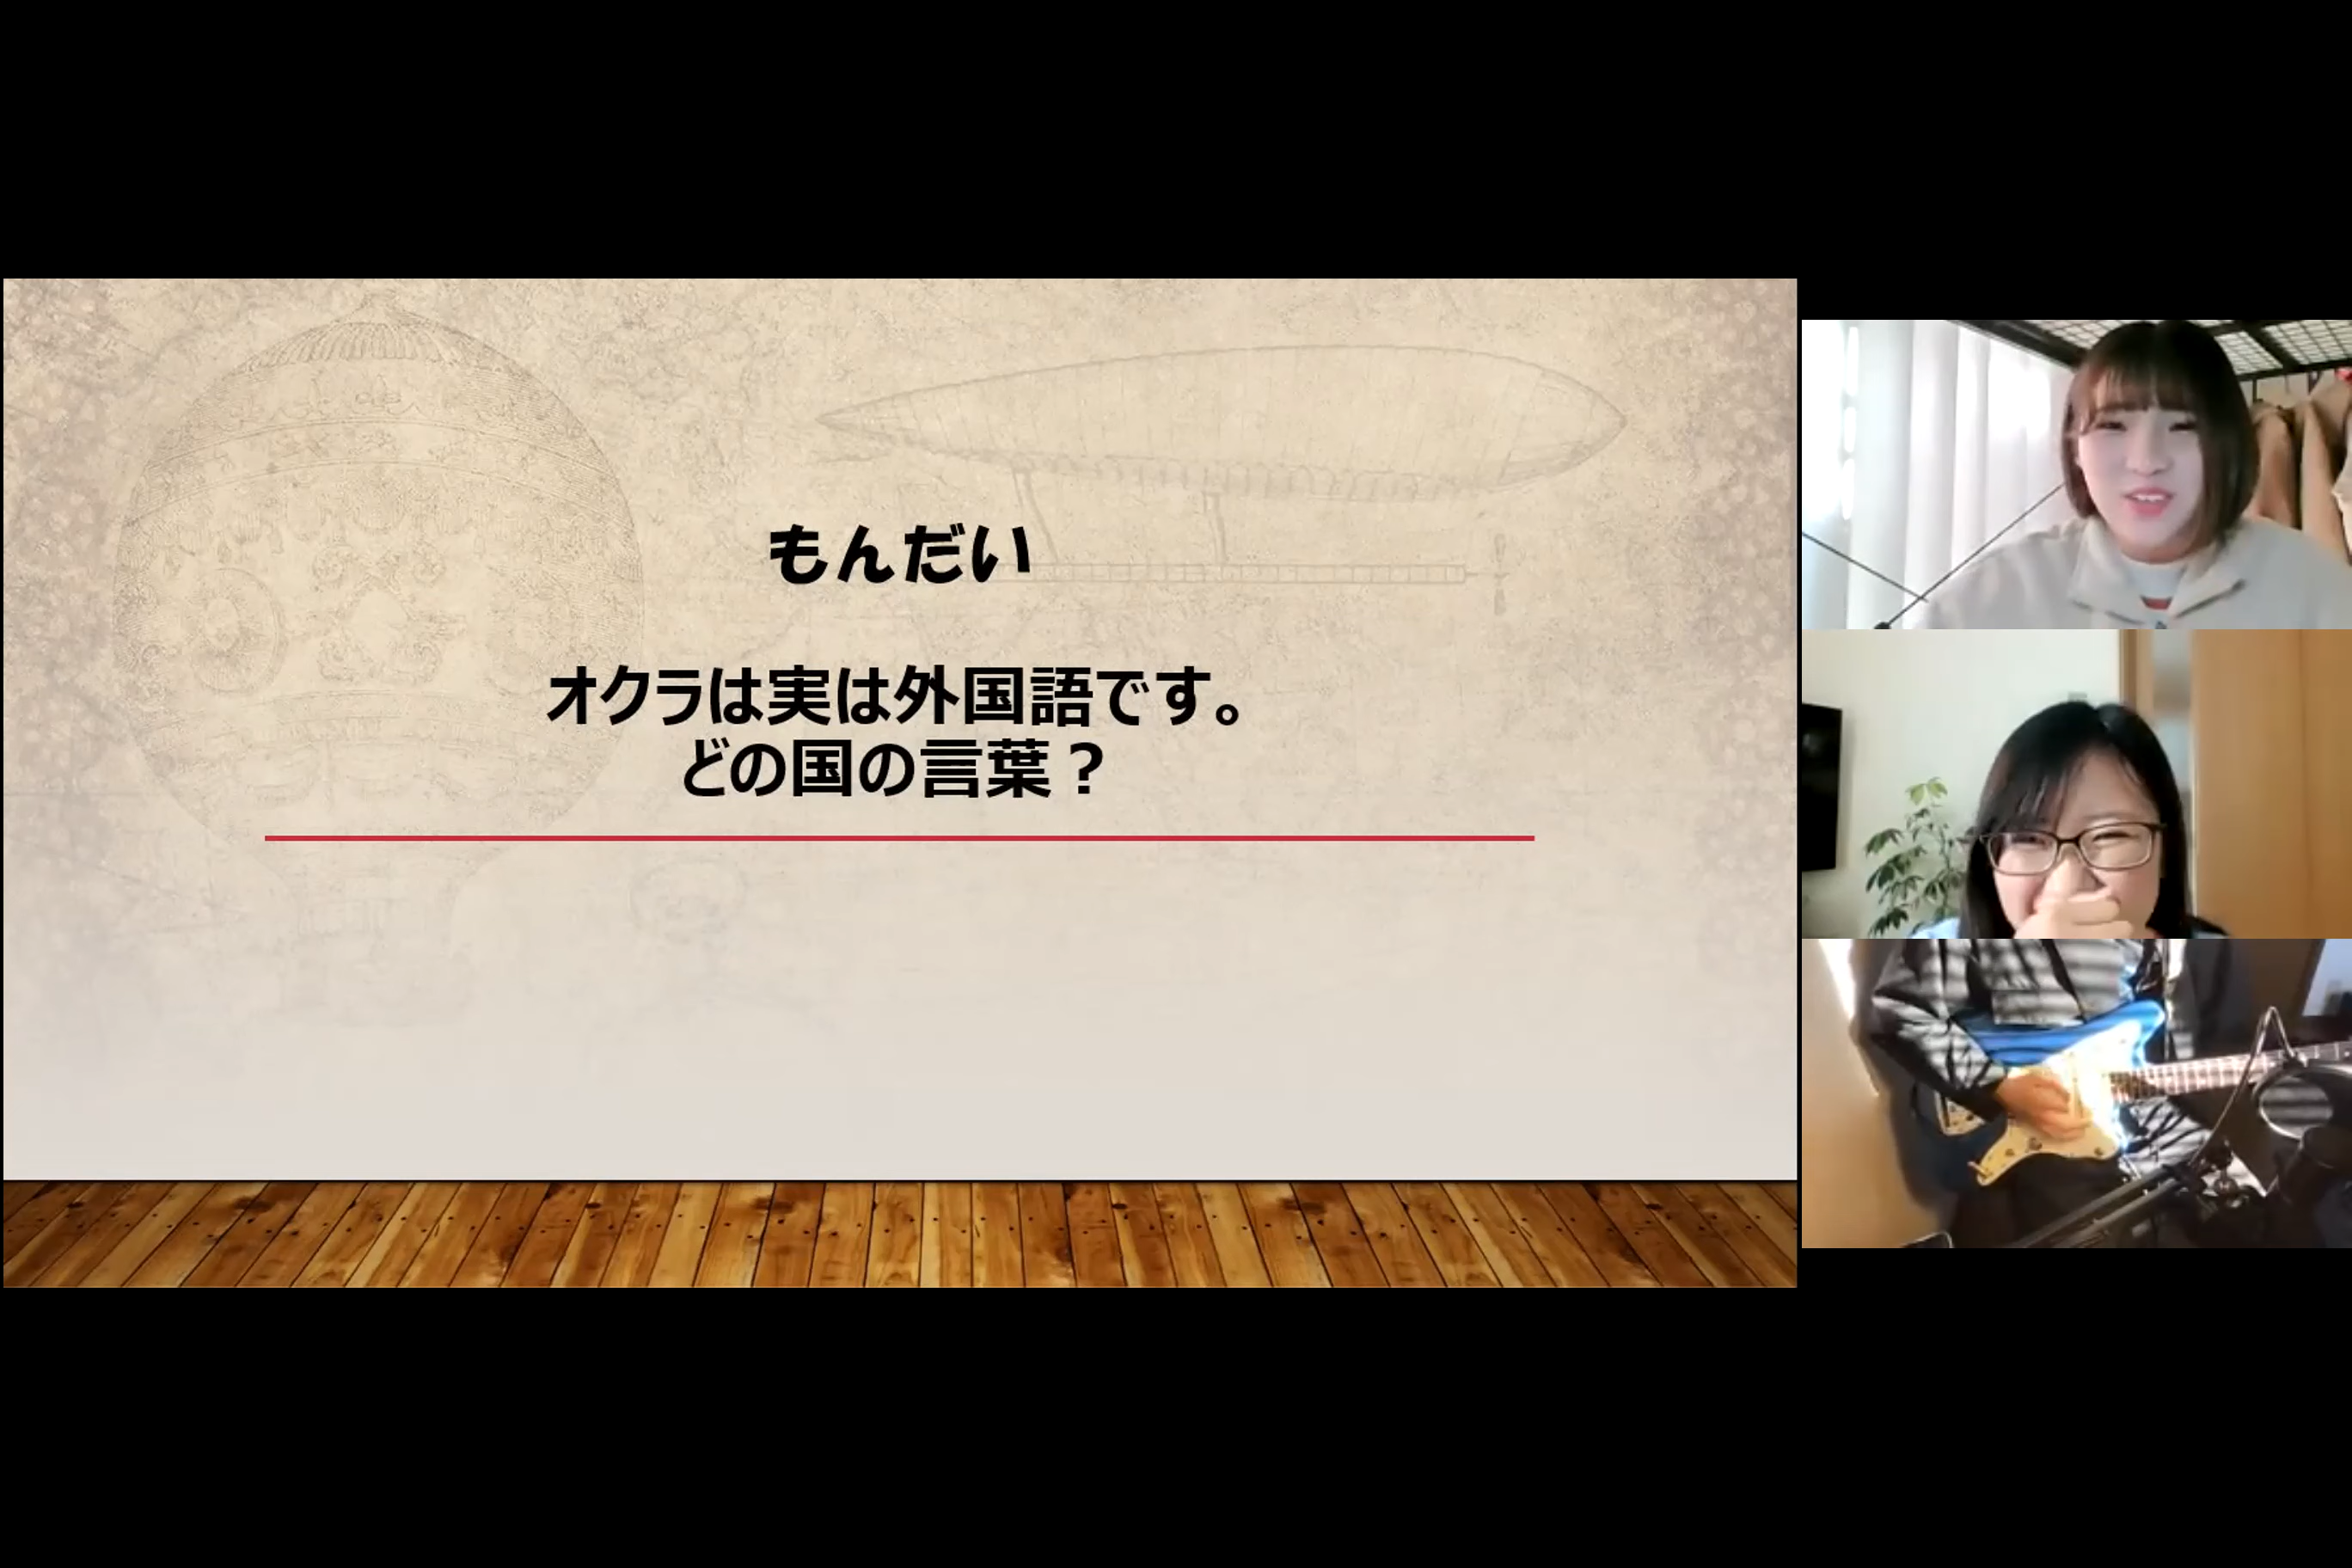 もんだい
オクラは実は外国語です。
どの国の言葉？